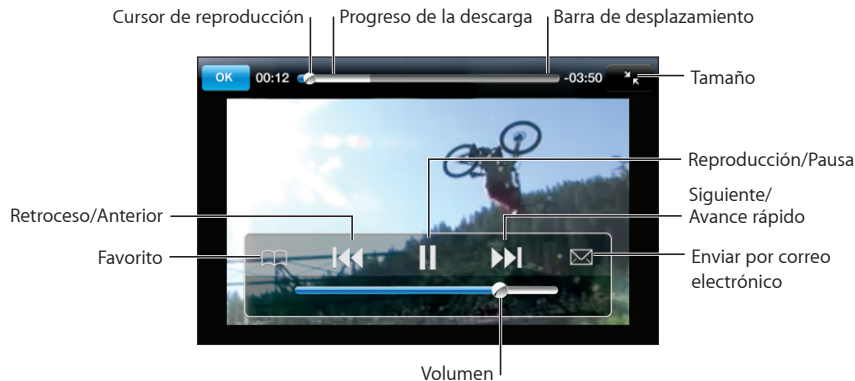 Cursor de reproducción
Progreso de la descarga
Barra de desplazamiento
OK
00:12
-03:50
Tamaño
Reproducción/Pausa
Siguiente/
Avance rápido
Retroceso/Anterior
Favorito
Enviar por correo
electrónico
Volumen